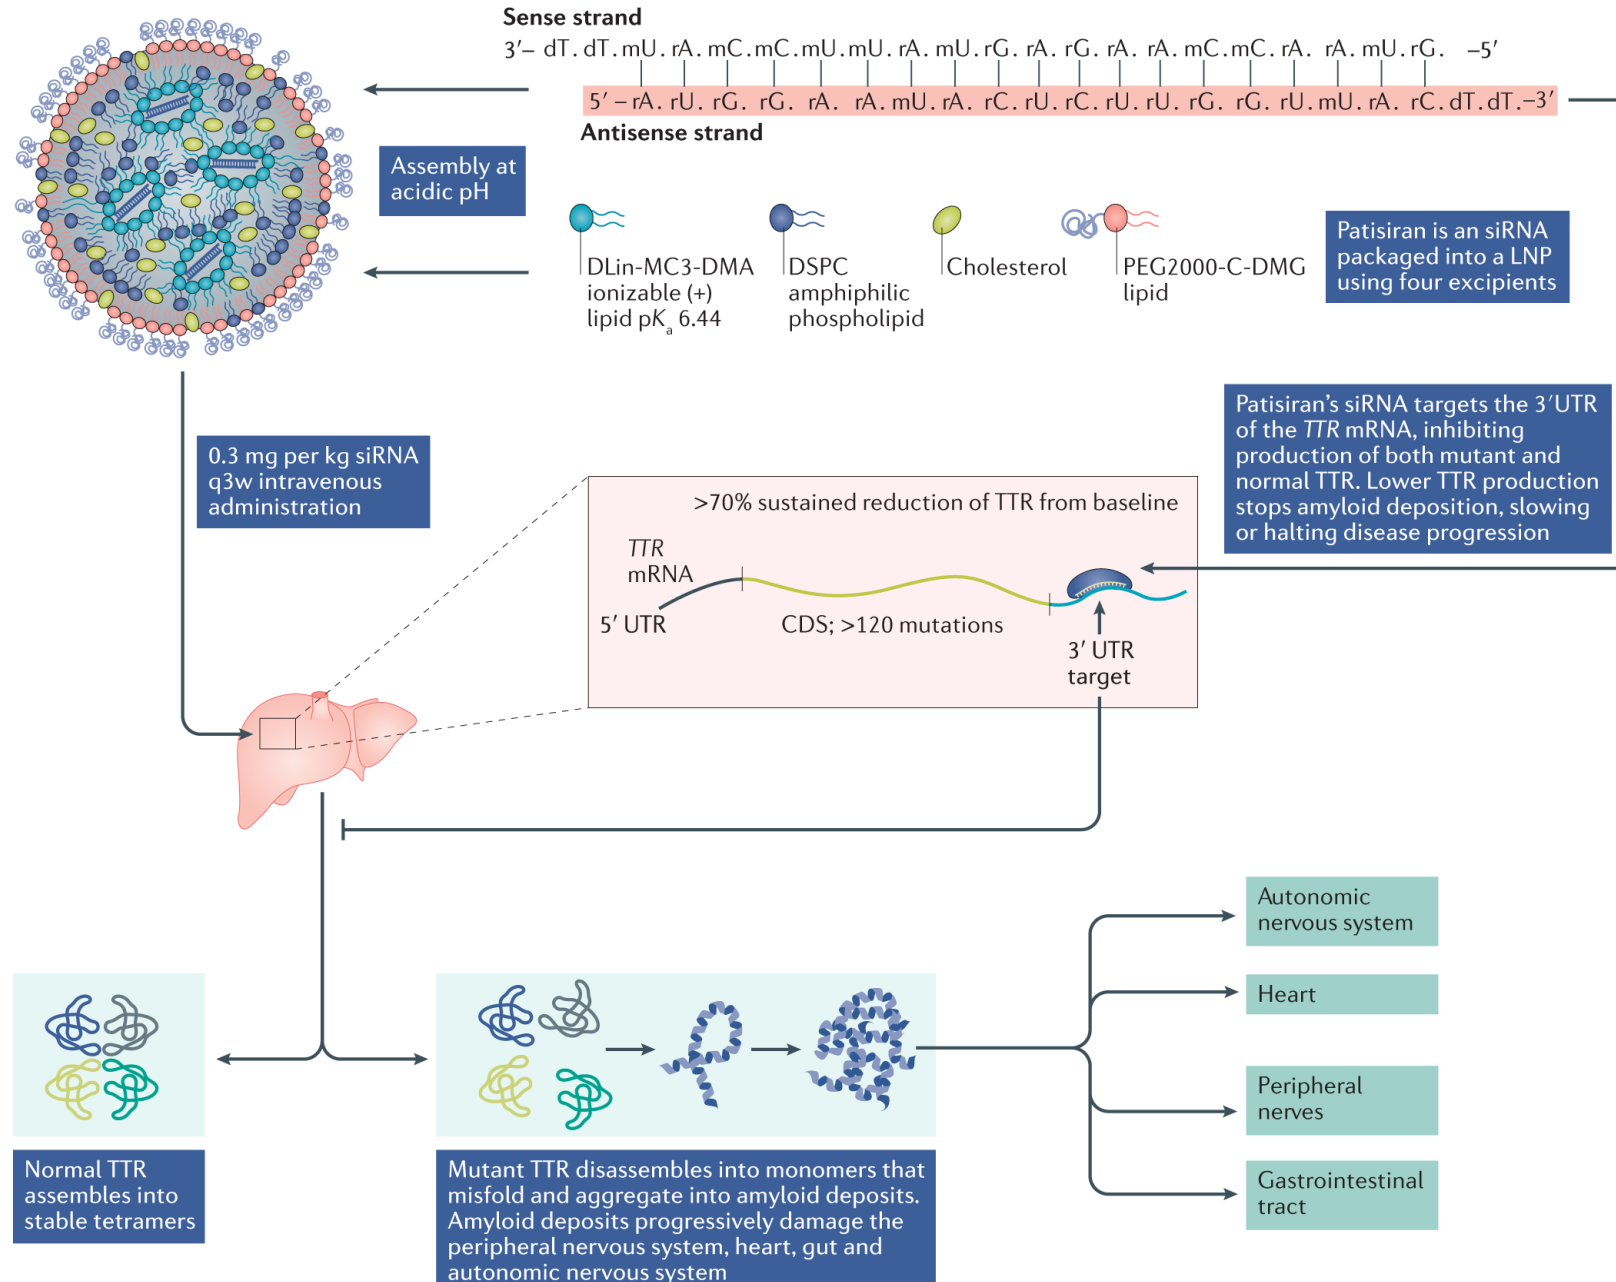 Sense strand
3′– dT. dT. mU. rA. mC. mC. mU. mU. rA. mU. rG. rA. rG. rA. rA. mC. mC. rA. rA. mU. rG. –5′
5′ – rA. rU. rG. rG. rA. rA. mU. rA. rC. rU. rC. rU. rU. rG. rG. rU. mU. rA. rC. dT. dT. –3′
Antisense strand
Assembly at
acidic pH
DLin-MC3-DMA
ionizable (+)
lipid pKa 6.44
DSPC
amphiphilic
phospholipid
Cholesterol
PEG2000-C-DMG
lipid
Patisiran is an siRNA
packaged into a LNP
using four excipients
Patisiran’s siRNA targets the 3′UTR
of the TTR mRNA, inhibiting
production of both mutant and
normal TTR. Lower TTR production
stops amyloid deposition, slowing
or halting disease progression
0.3 mg per kg siRNA
q3w intravenous
administration
>70% sustained reduction of TTR from baseline
TTR
mRNA
5′ UTR
CDS; >120 mutations
3′ UTR
target
Autonomic
nervous system
Heart
Peripheral
nerves
Gastrointestinal
tract
Normal TTR
assembles into
stable tetramers
Mutant TTR disassembles into monomers that
misfold and aggregate into amyloid deposits.
Amyloid deposits progressively damage the
peripheral nervous system, heart, gut and
autonomic nervous system